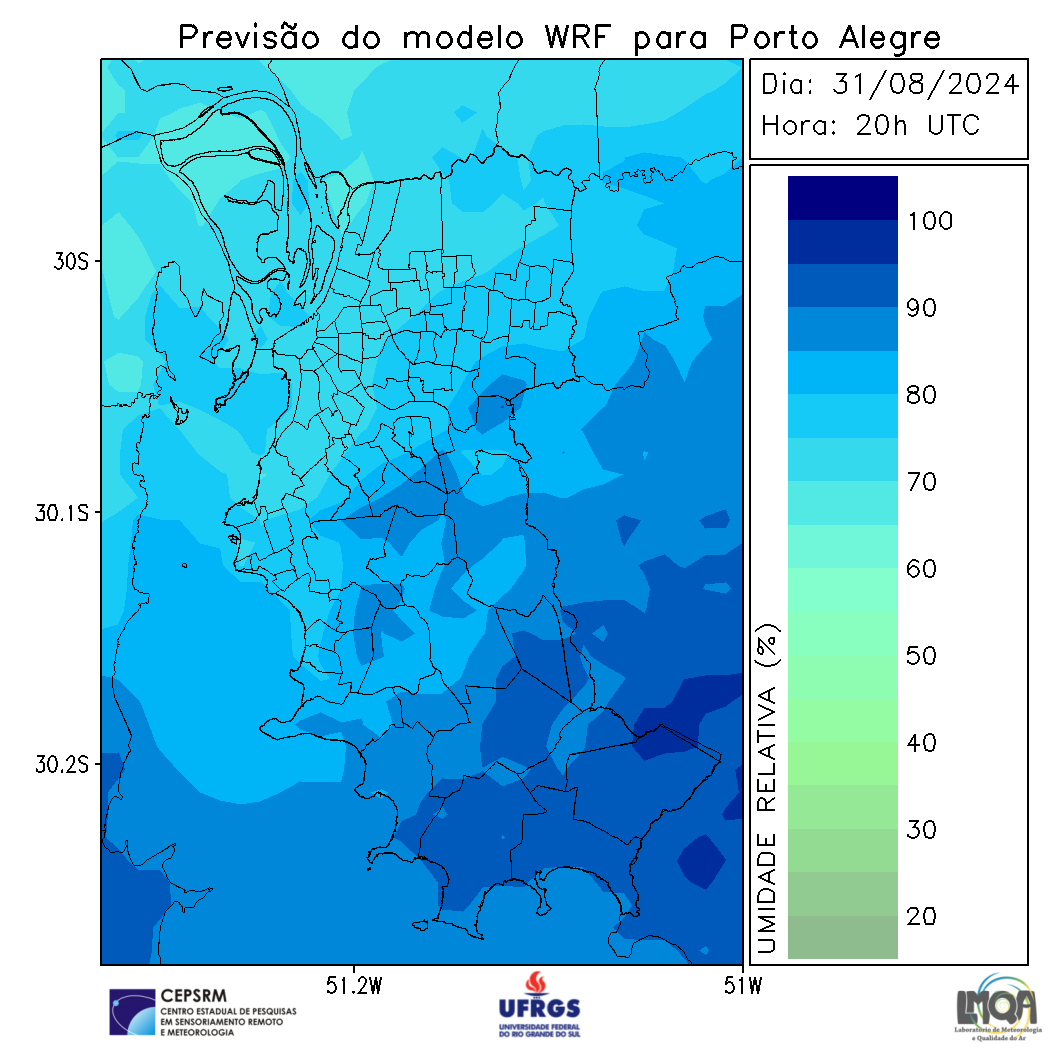 Previsão do modelo WRF para Porto Alegre
Dia: 31/08/2024
Hora: 20h UTC
30S
30.1S
30.2S
51.2W
51W
100
90
80
70
60
50
40
30
20
UMIDADE RELATIVA (%)
CEPSRM
CENTRO ESTADUAL DE PESQUISAS
EM SENSORIAMENTO REMOTO
E METEOROLOGIA
UFRGS
UNIVERSIDADE FEDERAL
DO RIO GRANDE DO SUL
LMQA
Laboratório de Meteorologia
e Qualidade do Ar